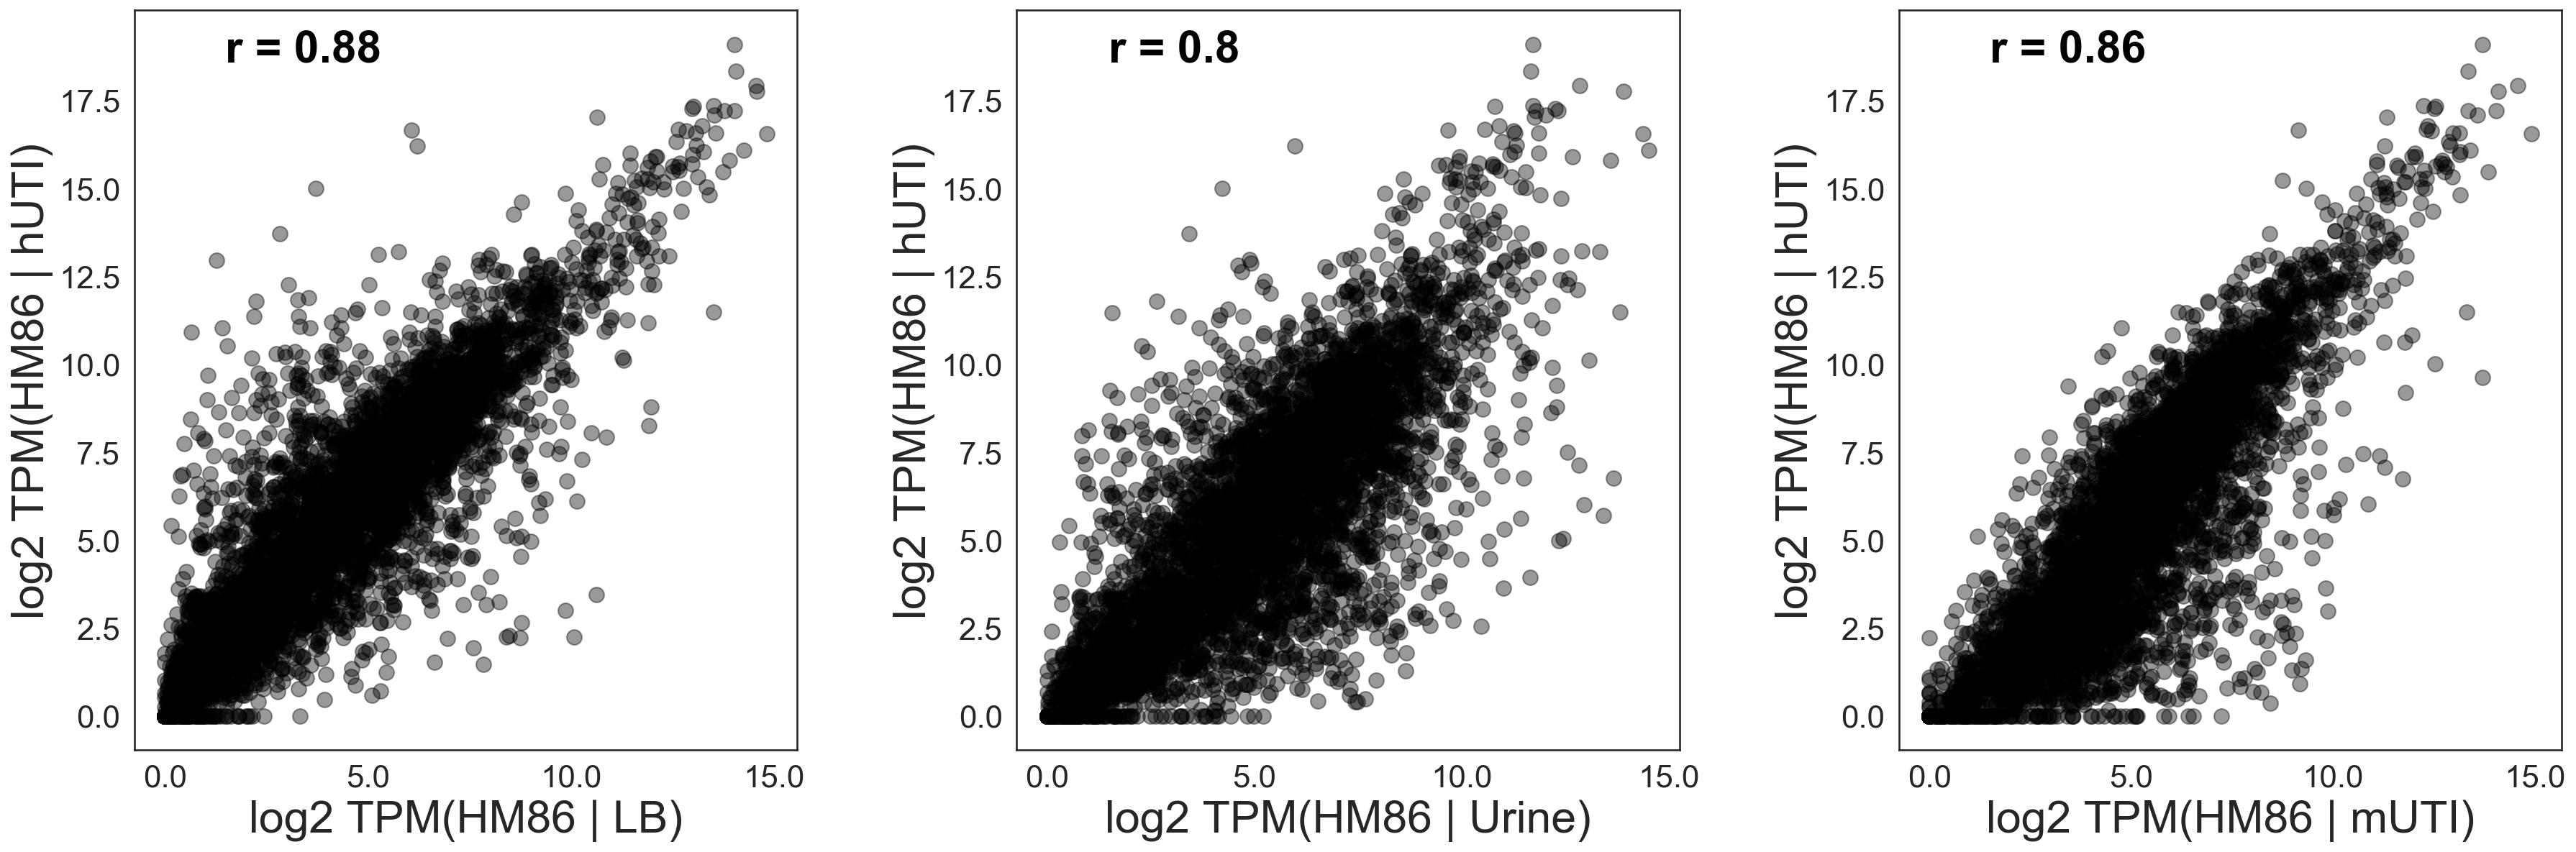 r = 0.88
17.5
15.0
12.5
10.0
7.5
5.0
2.5
0.0
log2 TPM(HM86 | hUTI)
0.0 5.0 10.0 15.0
log2 TPM(HM86 | LB)
r = 0.8
17.5
15.0
12.5
10.0
7.5
5.0
2.5
0.0
log2 TPM(HM86 | hUTI)
0.0 5.0 10.0 15.0
log2 TPM(HM86 | Urine)
r = 0.86
17.5
15.0
12.5
10.0
7.5
5.0
2.5
0.0
log2 TPM(HM86 | hUTI)
0.0 5.0 10.0 15.0
log2 TPM(HM86 | mUTI)